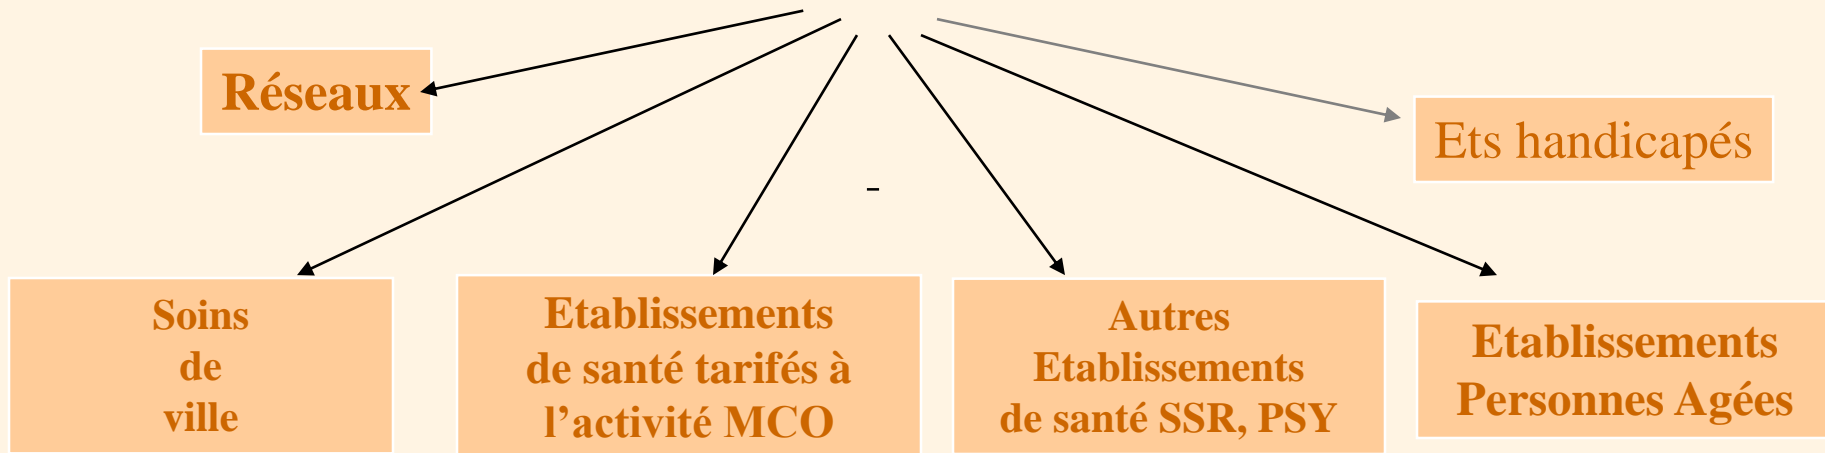 Réseaux
Ets handicapés
-
Soins
de
ville
Etablissements
de santé tarifés à
l’activité MCO
Autres
Etablissements
de santé SSR, PSY
Etablissements
Personnes Agées